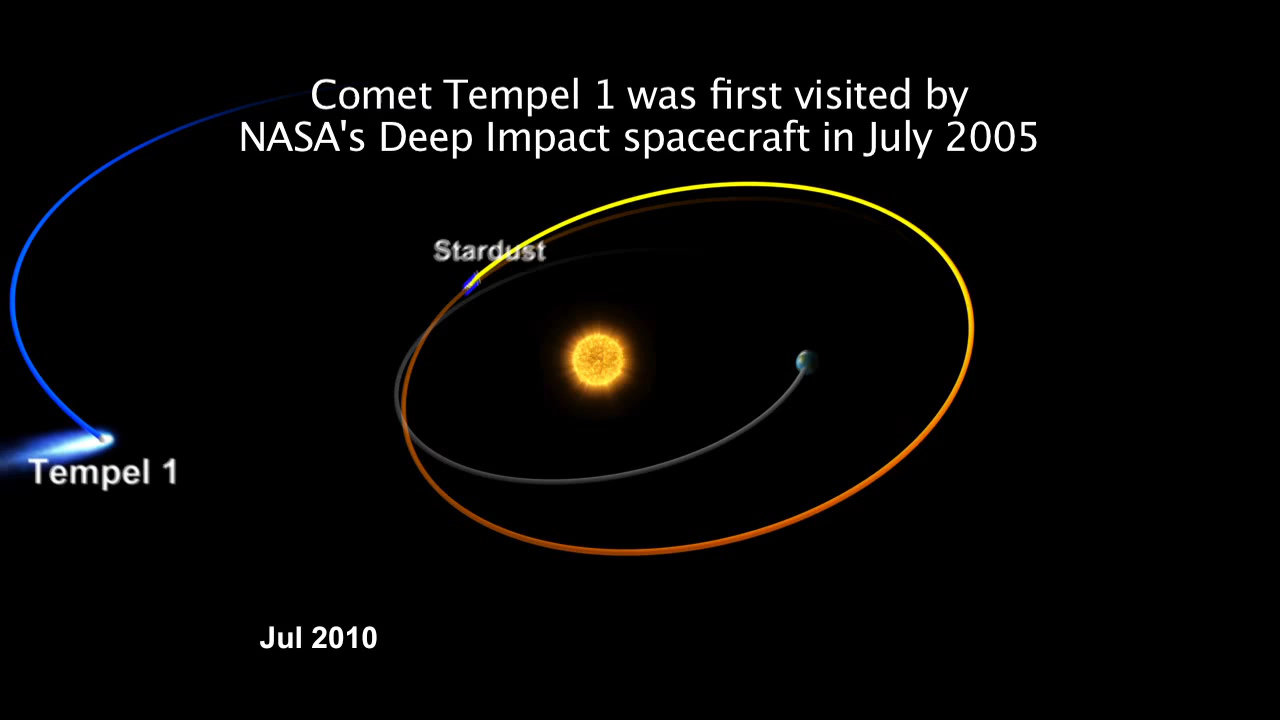 Comet Tempel 1 was first visited by
NASA's Deep Impact spacecraft in July 2005
Stardust
Tempel 1
Jul 2010